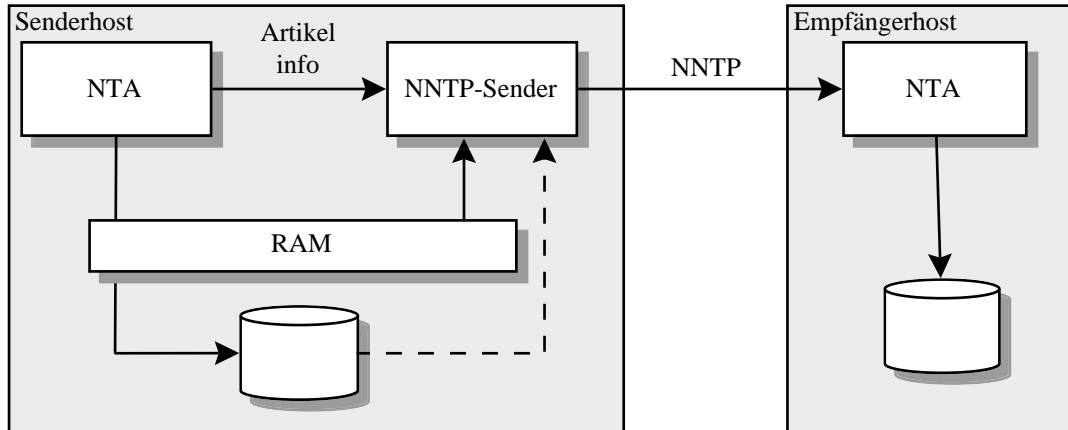 Senderhost
Empfängerhost
Artikel
info
NTA
NNTP-Sender
NNTP
NTA
RAM